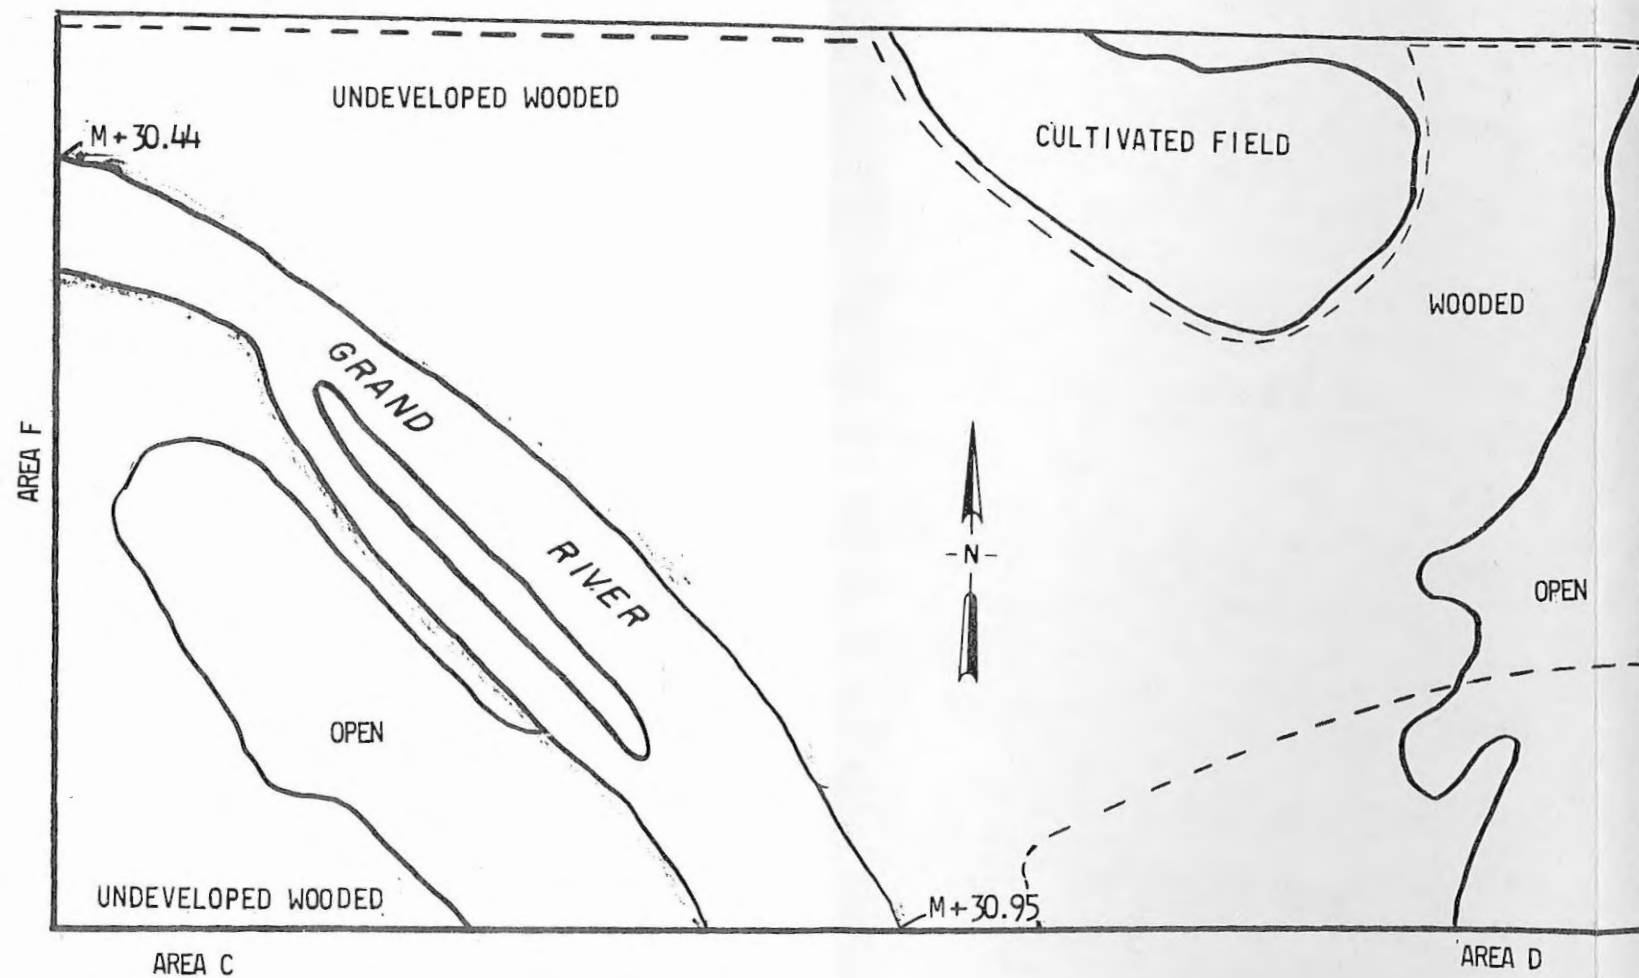 UNDEVELOPED WOODED
M+30.44
CULTIVATED FIELD
WOODED
GRAND
RIVER
AREA F
-N-
OPEN
OPEN
UNDEVELOPED WOODED
M+30.95
AREA C
AREA D